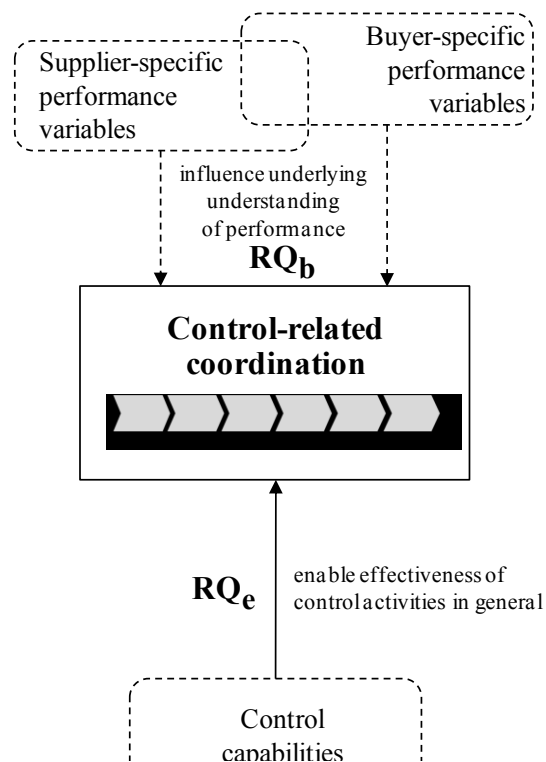 Supplier-specific
performance
variables
Buyer-specific
performance
variables
influence underlying
understanding
of performance
RQb
Control-related
coordination
RQe
enable effectiveness of
control activities in general
Control
capabilities